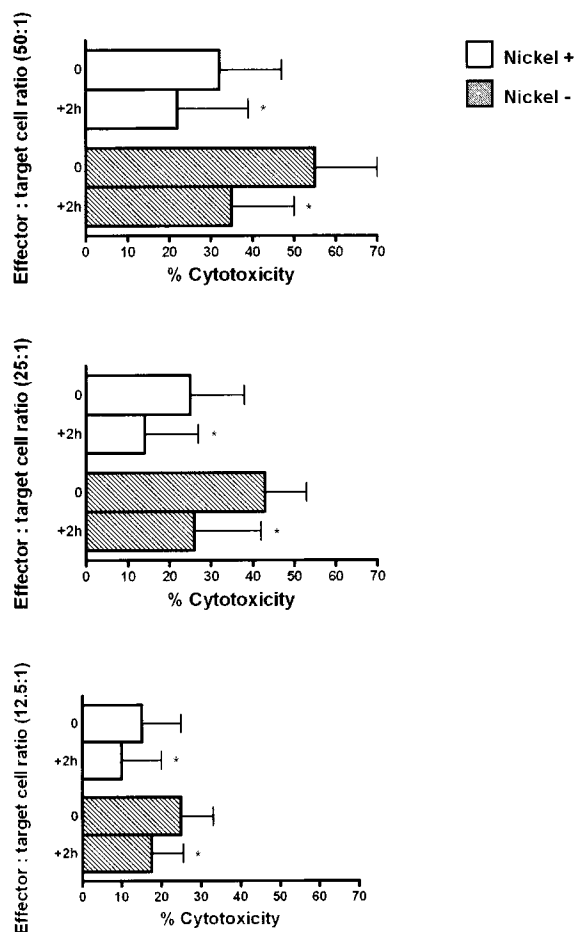 Effector : target cell ratio (50:1)
0
+2h
*
0
+2h
*
0 10 20 30 40 50 60 70
% Cytotoxicity
Nickel +
Nickel -
Effector : target cell ratio (25:1)
0
+2h
*
0
+2h
*
0 10 20 30 40 50 60 70
% Cytotoxicity
Effector : target cell ratio (12.5:1)
0
+2h
*
0
+2h
*
0 10 20 30 40 50 60 70
% Cytotoxicity